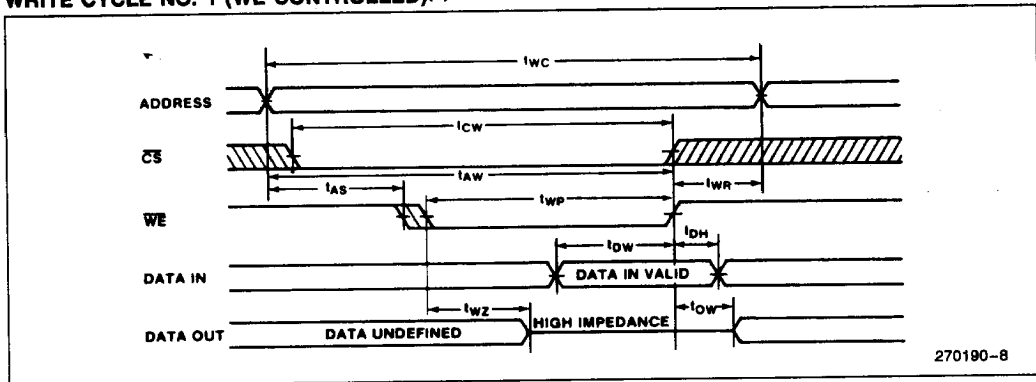 WRITE CYCLE NO. 1 (WE CONTROLLED)
tWC
ADDRESS
tCW
CS
tAW
tAS
tWR
tWP
WE
tDW
tDH
DATA IN
DATA IN VALID
tWZ
tOW
HIGH IMPEDANCE
DATA OUT
DATA UNDEFINED
270190-8